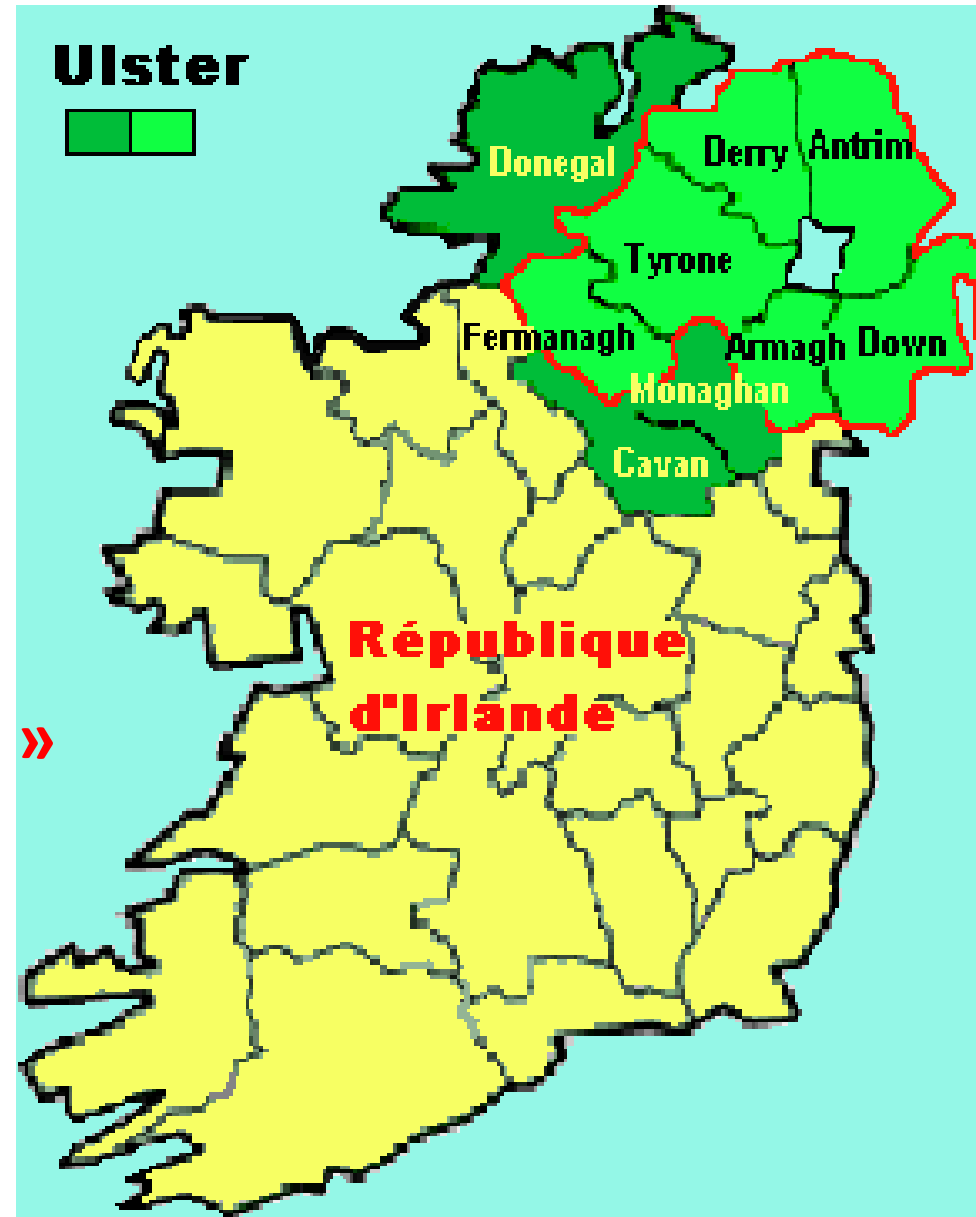 Ulster
Donegal
Derry
Antrim
Tyrone
Fermanagh
Armagh
Down
Monaghan
Cavan
République
d'Irlande
»